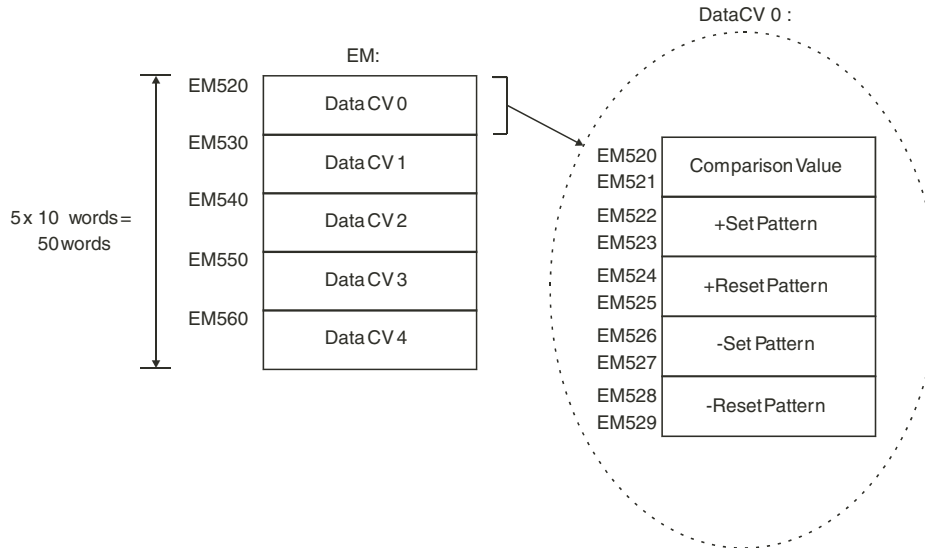 DataCV 0 :
EM:
EM520
Data CV 0
EM530
Data CV 1
EM540
Data CV 2
EM550
Data CV 3
EM560
Data CV 4
5 x 10 words =
50 words
EM520
EM521
Comparison Value
EM522
EM523
+Set Pattern
EM524
EM525
+Reset Pattern
EM526
EM527
-Set Pattern
EM528
EM529
-Reset Pattern